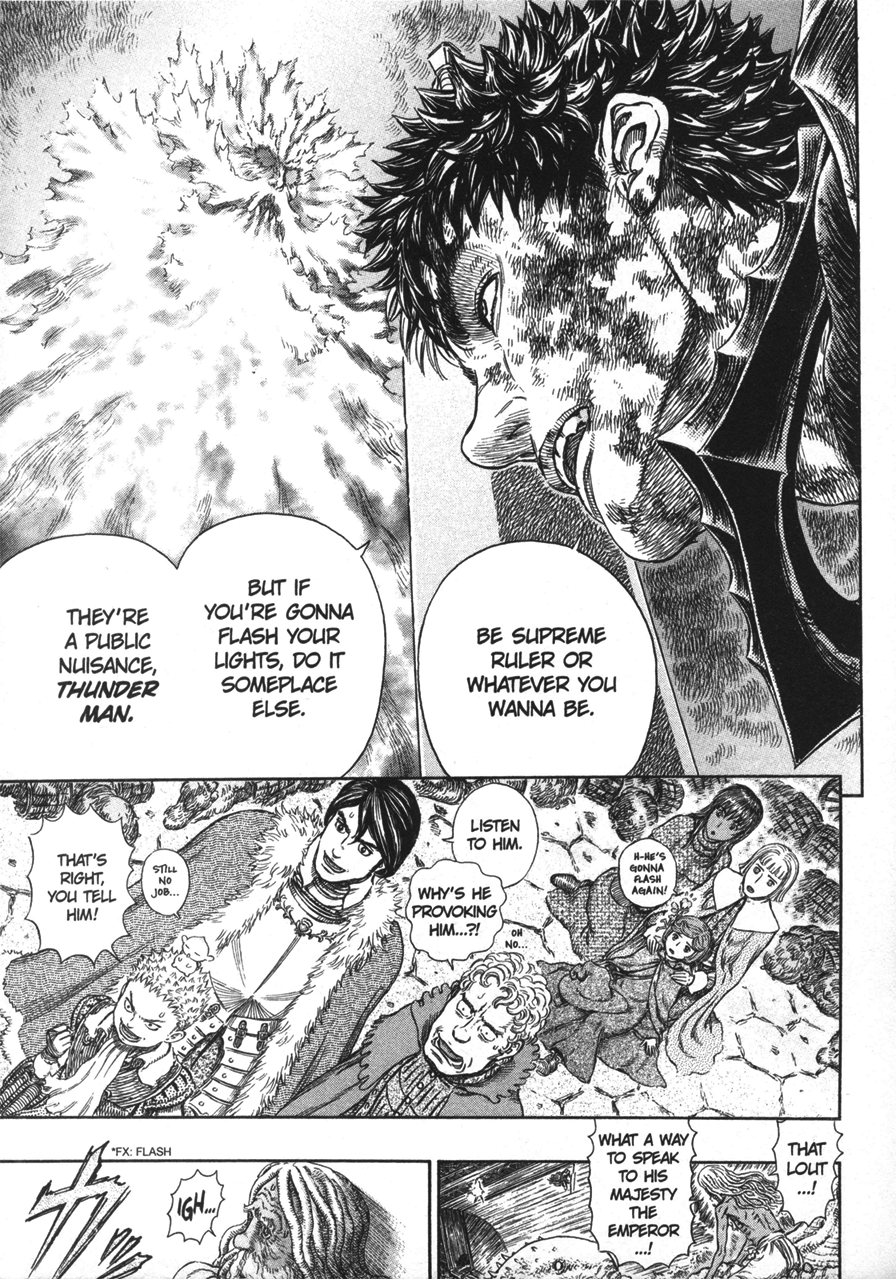 BE SUPREME
RULER OR
WHATEVER YOU
WANNA BE.
BUT IF
YOU'RE GONNA
FLASH YOUR
LIGHTS, DO IT
SOMEPLACE
ELSE.
THEY'RE
A PUBLIC
NUISANCE,
THUNDER
MAN.
H-HE'S
GONNA
FLASH
AGAIN!
LISTEN
TO HIM.
WHY'S HE
PROVOKING
HIM...?!
OH
NO...
STILL
NO
JOB...
THAT'S
RIGHT,
YOU TELL
HIM!
THAT
LOUT
...!
WHAT A WAY
TO SPEAK
TO HIS
MAJESTY
THE
EMPEROR
...!
IGH...
*FX: FLASH
カッ